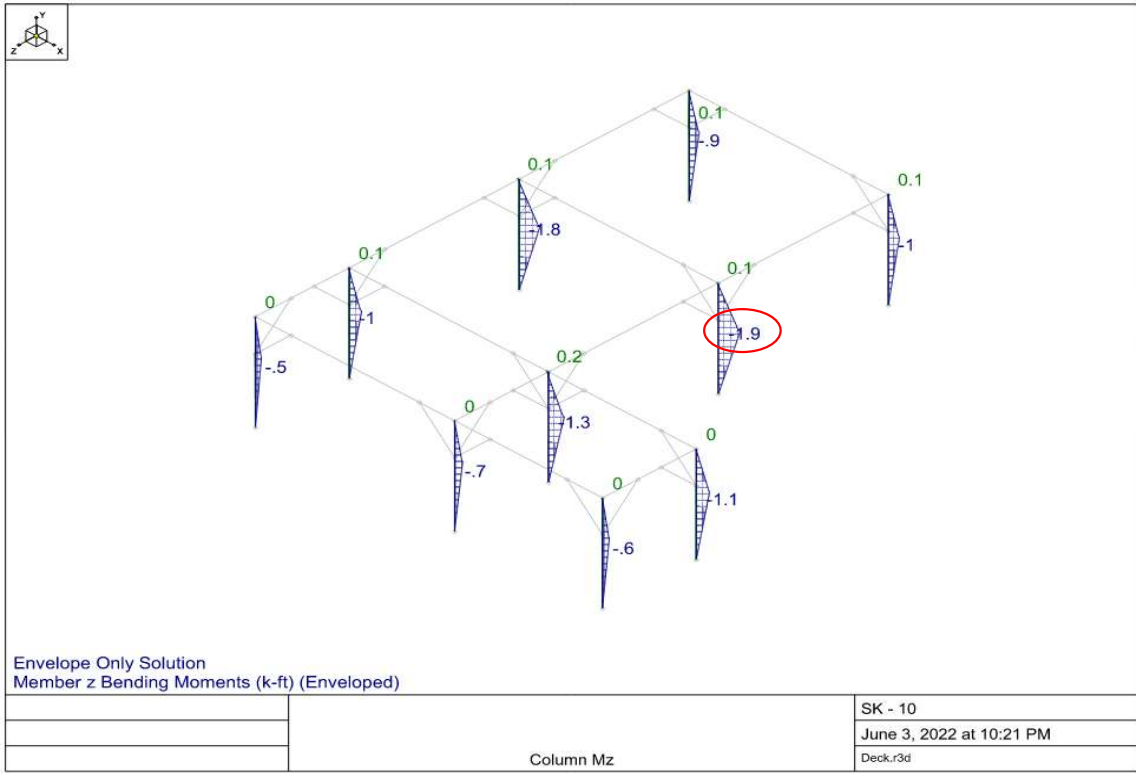 Y
Z
X
0.1
-.9
0.1
-1.8
0.1
-1
0.1
-1
0
-.5
0.1
-1.9
0.2
-1.3
0
-.7
0
-1.1
0
-.6
Envelope Only Solution
Member z Bending Moments (k-ft) (Enveloped)
Column Mz
SK - 10
June 3, 2022 at 10:21 PM
Deck.r3d